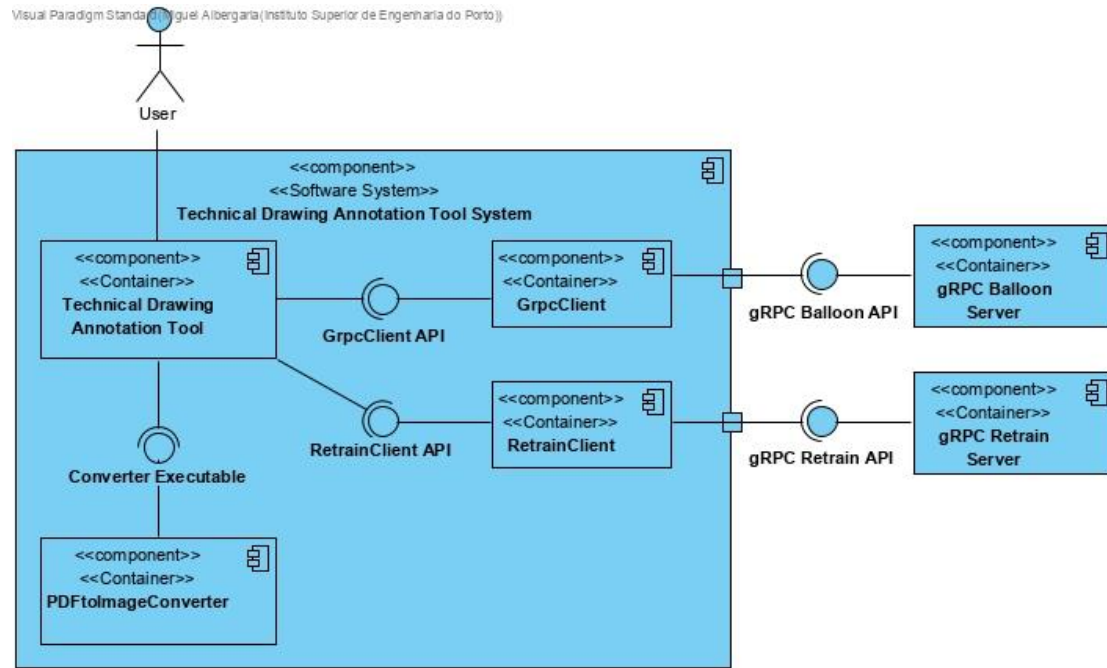 Visual Paradigm Standard(Miguel Albergaria(Instituto Superior de Engenharia do Porto))
User
<<component>>
<<Software System>>
Technical Drawing Annotation Tool System
<<component>>
<<Container>>
Technical Drawing
Annotation Tool
GrpcClient API
<<component>>
<<Container>>
GrpcClient
gRPC Balloon API
<<component>>
<<Container>>
gRPC Balloon
Server
RetrainClient API
<<component>>
<<Container>>
RetrainClient
gRPC Retrain API
<<component>>
<<Container>>
gRPC Retrain
Server
Converter Executable
<<component>>
<<Container>>
PDFtoImageConverter